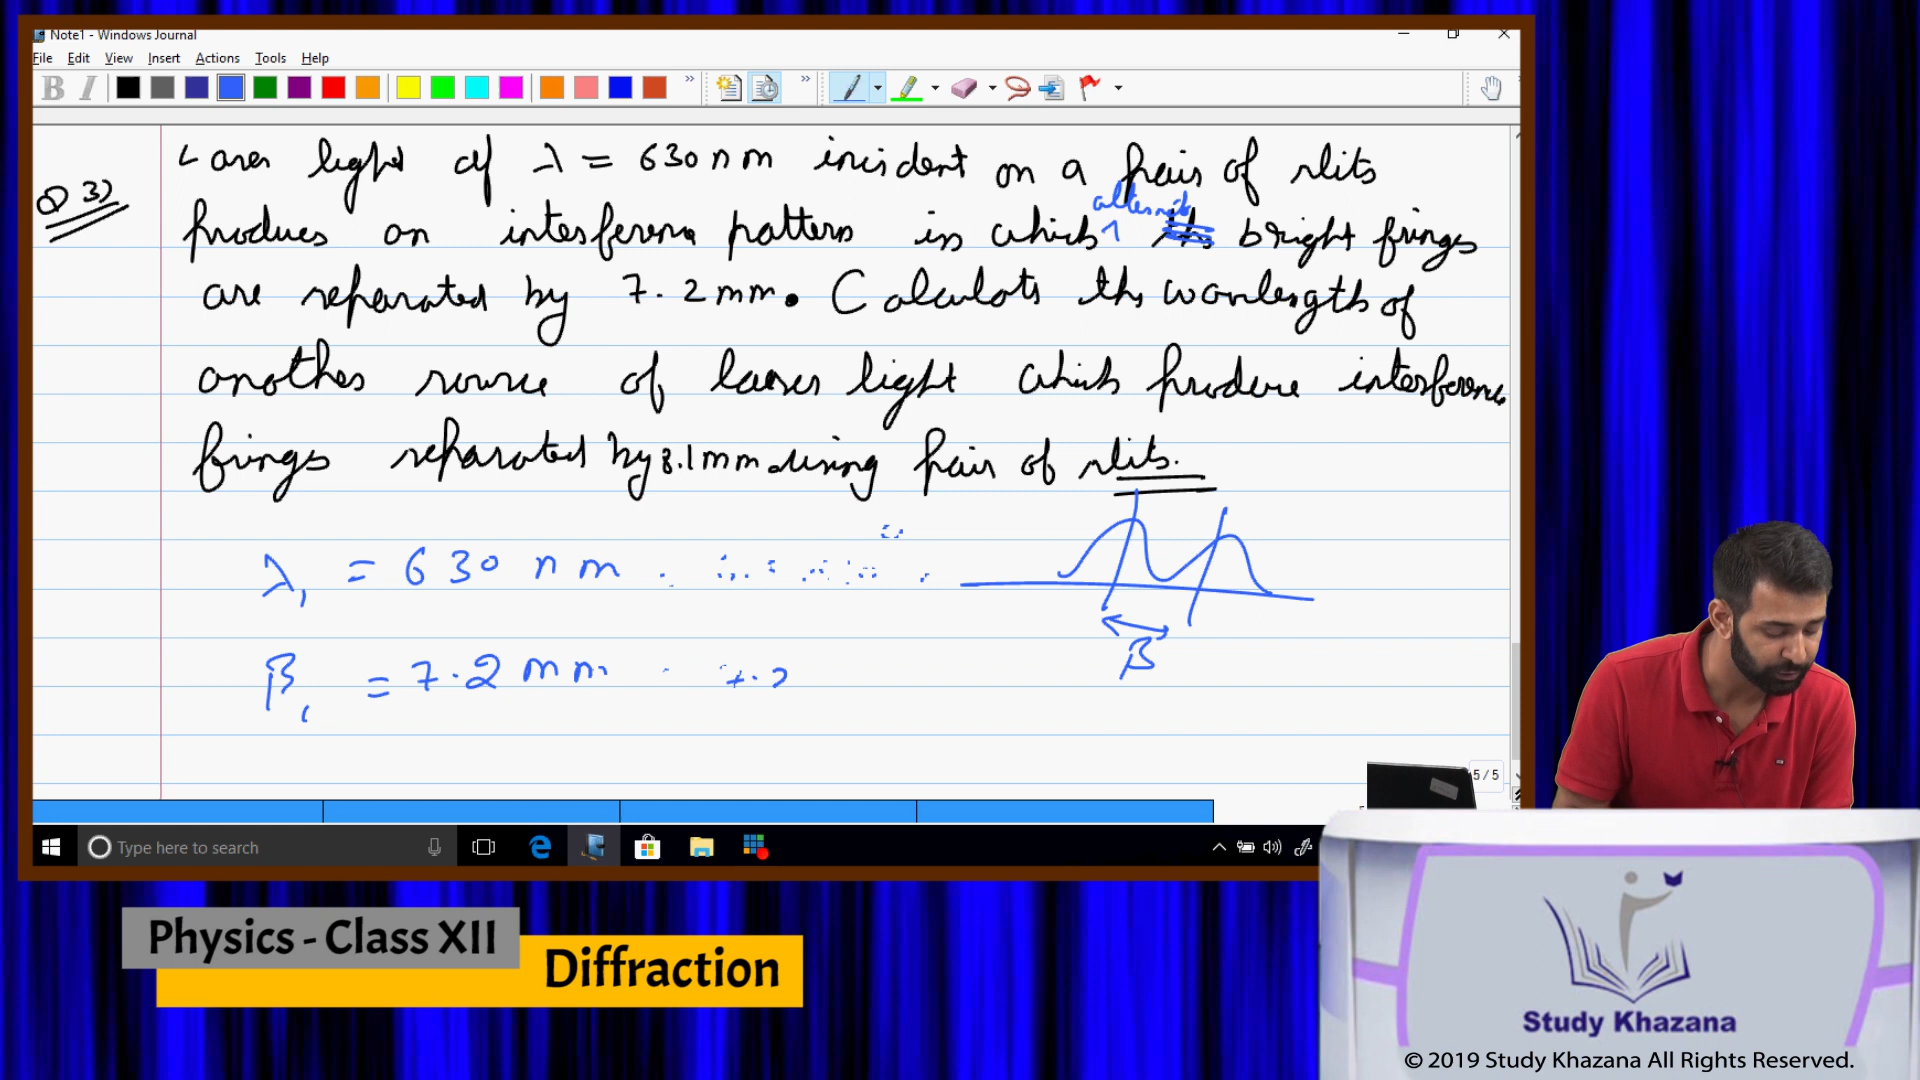 Note1 - Windows Journal
File Edit View Insert Actions Tools Help
B I
Q 3)
Laser light of λ = 630 nm incident on a pair of slits
alternate
produces an interference pattern in which bright fringes
are separated by 7.2 mm. Calculate the wavelength of
another source of laser light which produce interference
fringes separated by 8.1 mm using pair of slits.
λ₁ = 630 nm
β
β₁ = 7.2 mm
7.2
5 / 5
Type here to search
Physics - Class XII
Diffraction
Study Khazana
© 2019 Study Khazana All Rights Reserved.